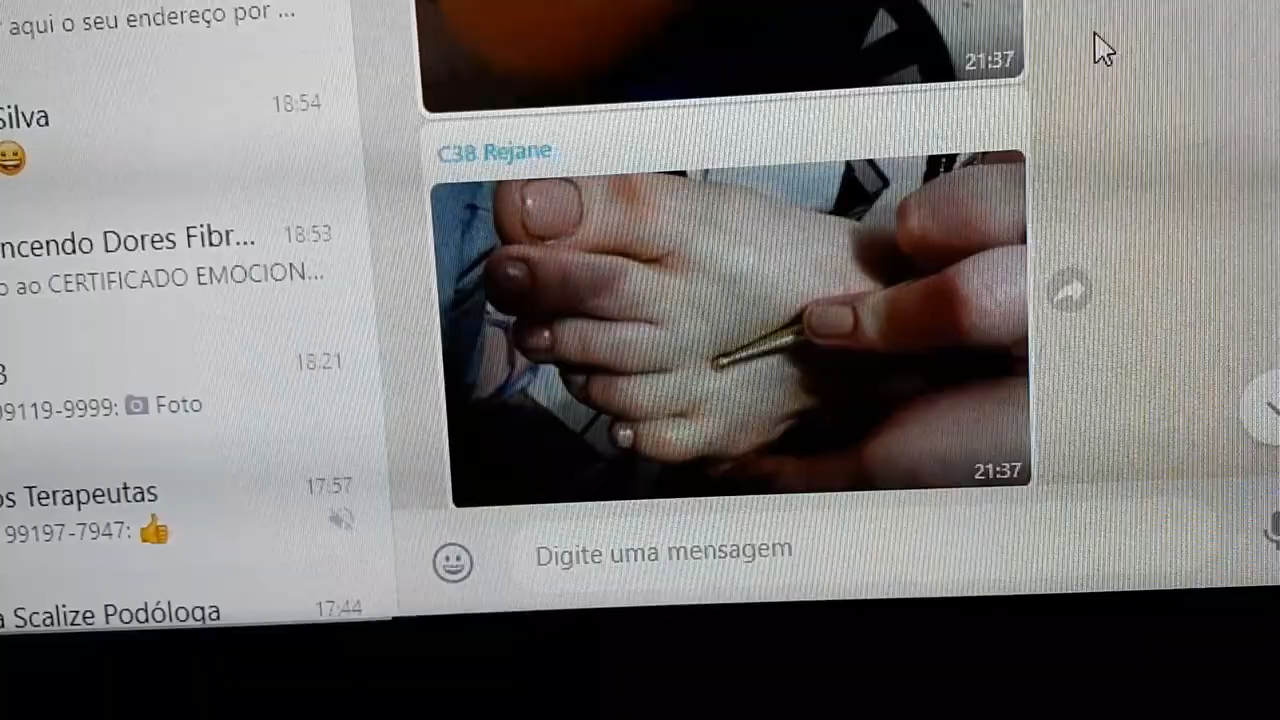 aqui o seu endereço por ...
Silva
18:54
ncendo Dores Fibr...
18:53
o ao CERTIFICADO EMOCION...
18:21
99119-9999: Foto
os Terapeutas
17:57
99197-7947:
a Scalize Podóloga
17:44
21:37
C38 Rejane
21:37
Digite uma mensagem